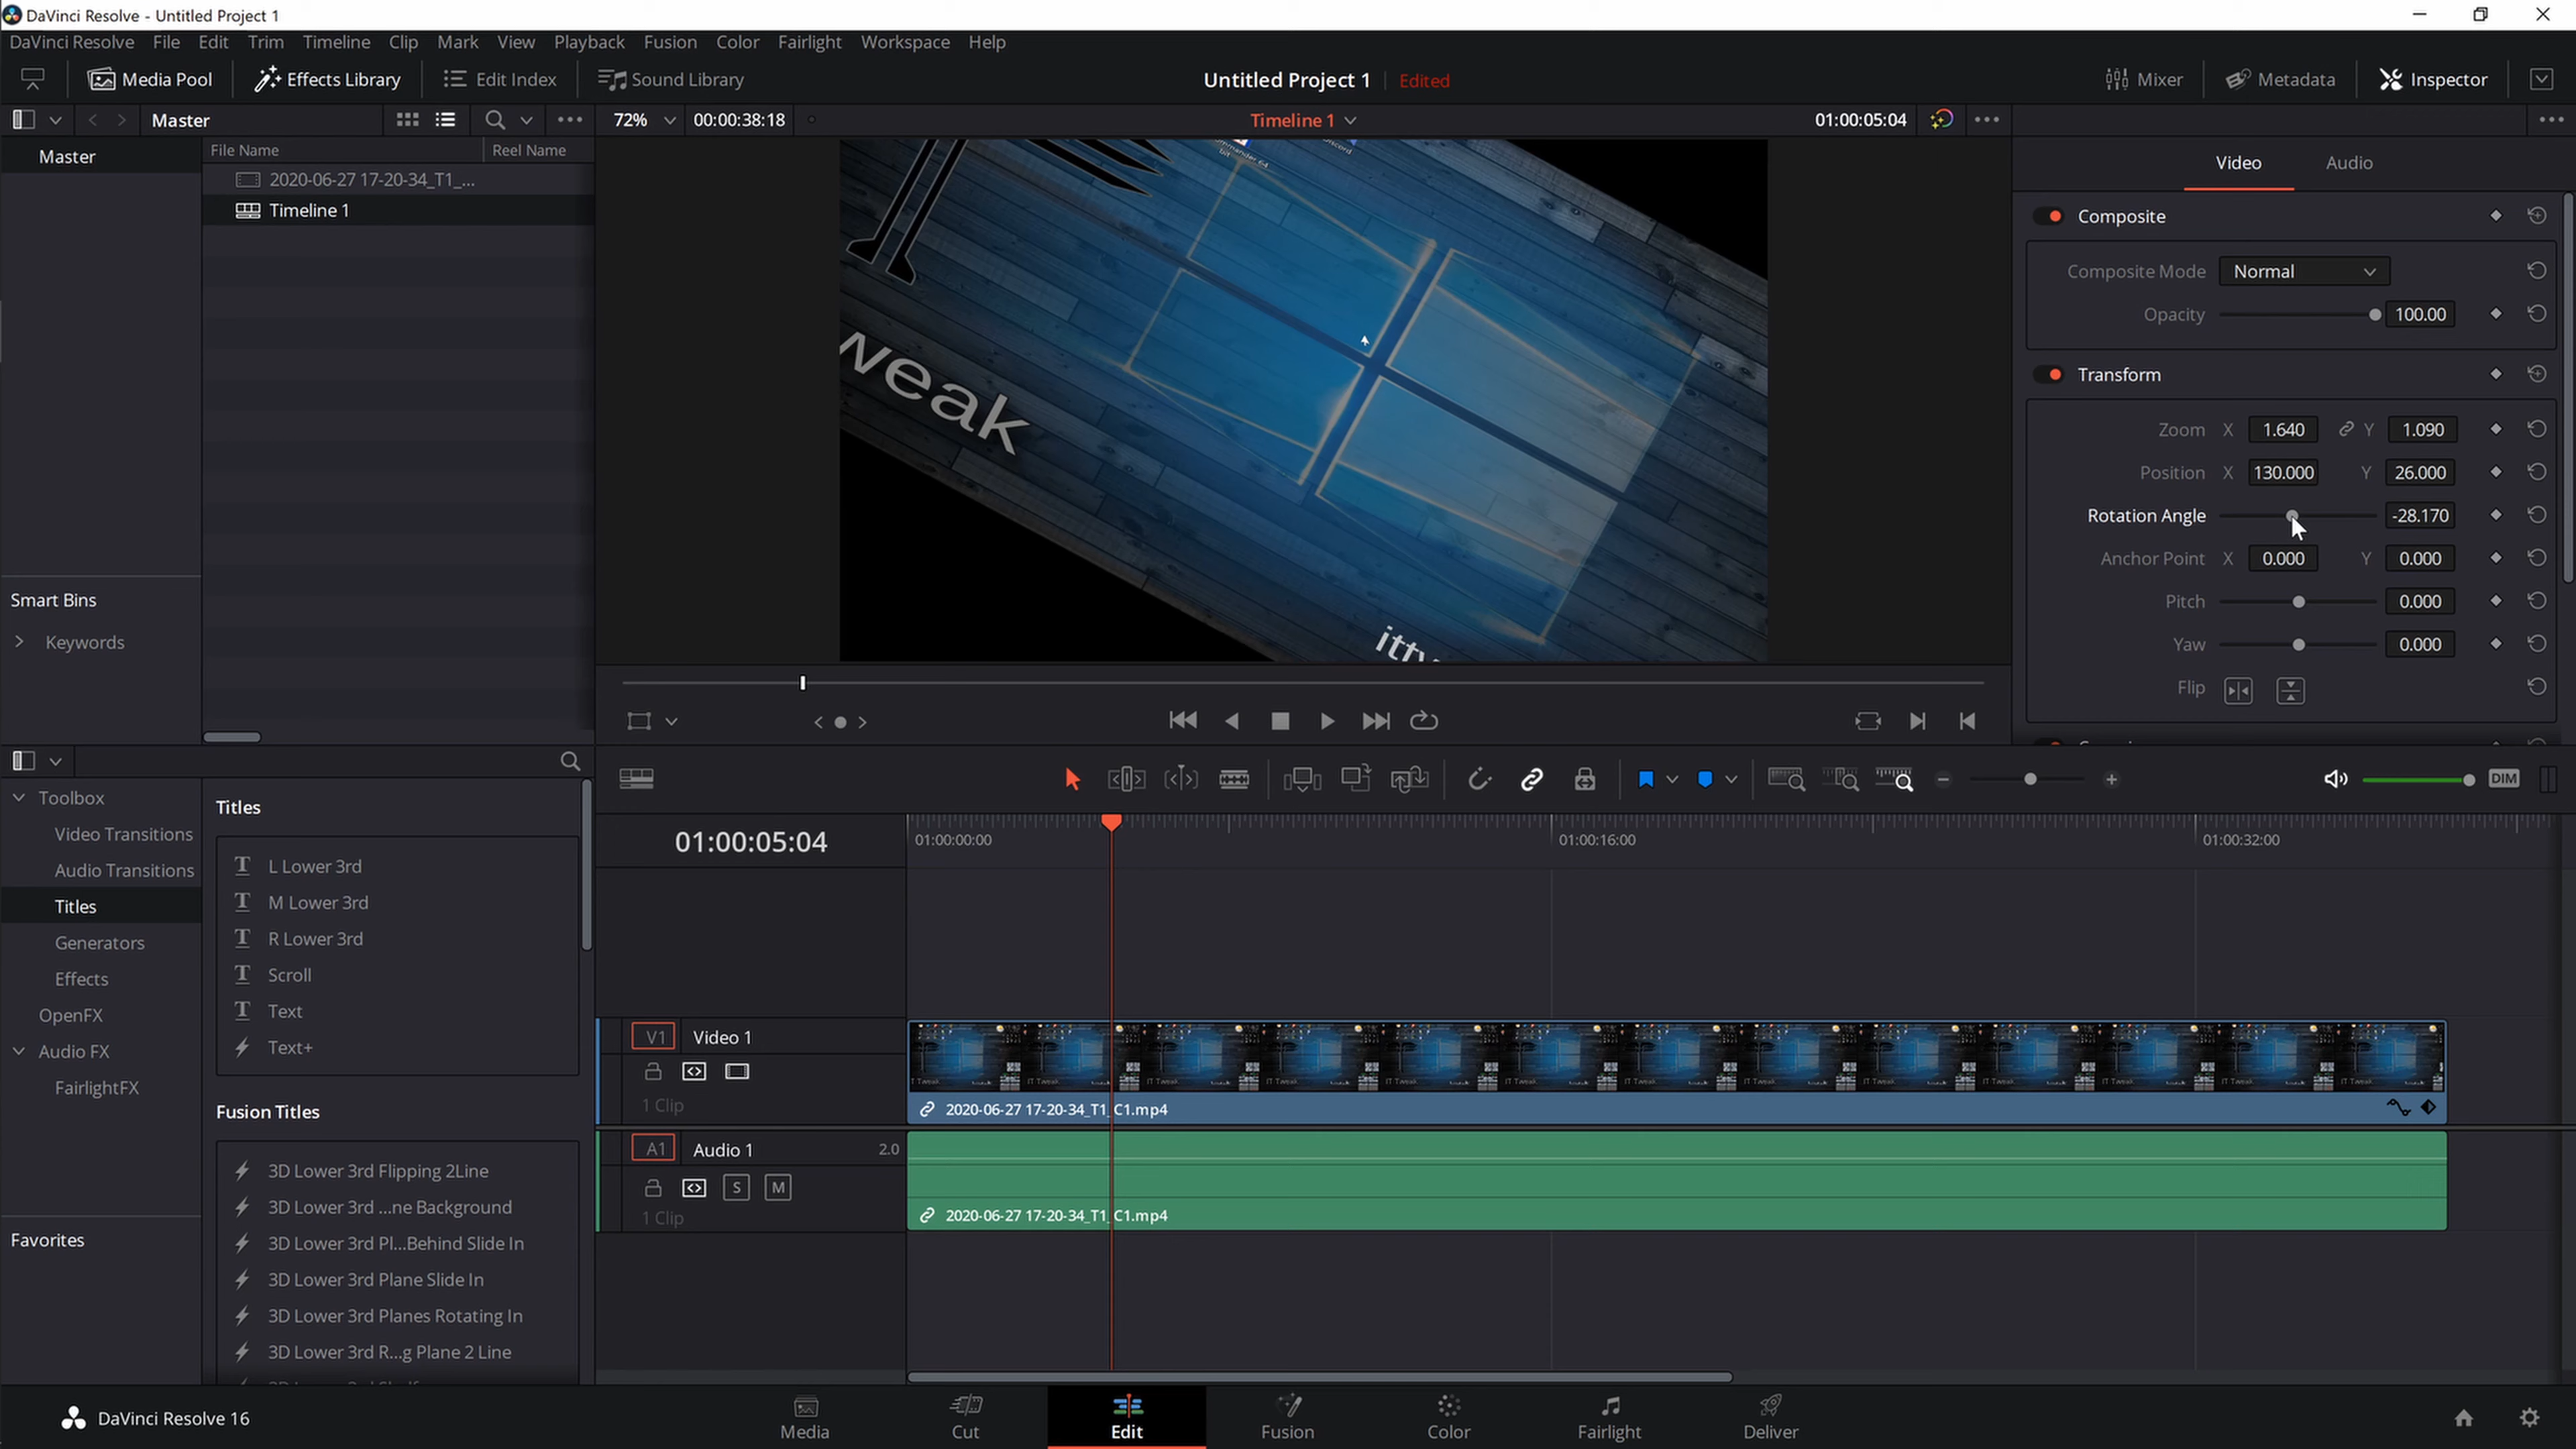 DaVinci Resolve - Untitled Project 1
DaVinci Resolve File Edit Trim Timeline Clip Mark View Playback Fusion Color Fairlight Workspace Help
Media Pool Effects Library Edit Index Sound Library Untitled Project 1 Edited Mixer Metadata Inspector
Master 72% 00:00:38:18 Timeline 1 01:00:05:04
Master
File Name Reel Name
2020-06-27 17-20-34_T1_...
Timeline 1
Smart Bins
Keywords
bit
weak
Video Audio
Composite
Composite Mode Normal
Opacity 100.00
Transform
Zoom X 1.640 Y 1.090
Position X 130.000 Y 26.000
Rotation Angle -28.170
Anchor Point X 0.000 Y 0.000
Pitch 0.000
Yaw 0.000
Flip
Toolbox
Video Transitions
Audio Transitions
Titles
Generators
Effects
OpenFX
Audio FX
FairlightFX
Favorites
Titles
L Lower 3rd
M Lower 3rd
R Lower 3rd
Scroll
Text
Text+
Fusion Titles
3D Lower 3rd Flipping 2Line
3D Lower 3rd ...ne Background
3D Lower 3rd Pl...Behind Slide In
3D Lower 3rd Plane Slide In
3D Lower 3rd Planes Rotating In
3D Lower 3rd R...g Plane 2 Line
DIM
01:00:05:04 01:00:00:00 01:00:16:00 01:00:32:00
V1 Video 1
1 Clip
2020-06-27 17-20-34_T1_C1.mp4
A1 Audio 1 2.0
S M
1 Clip
2020-06-27 17-20-34_T1_C1.mp4
DaVinci Resolve 16 Media Cut Edit Fusion Color Fairlight Deliver